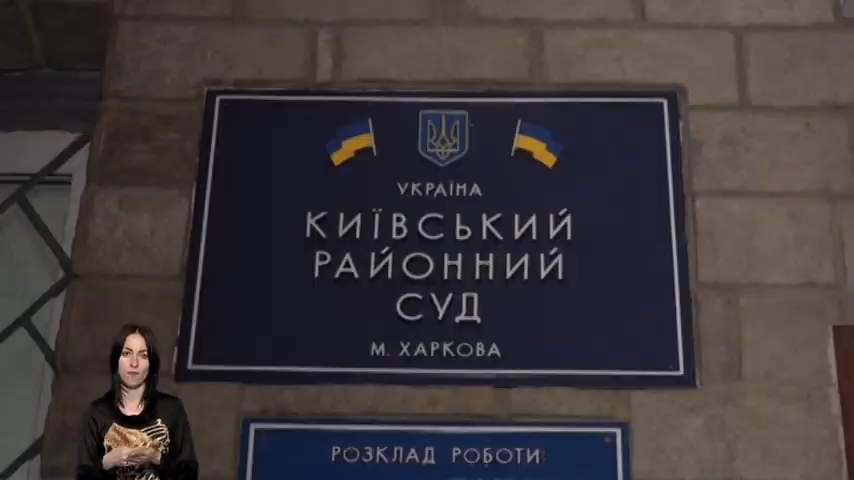 УКРАЇНА
КИЇВСЬКИЙ
РАЙОННИЙ
СУД
М. ХАРКОВА
РОЗКЛАД РОБОТИ